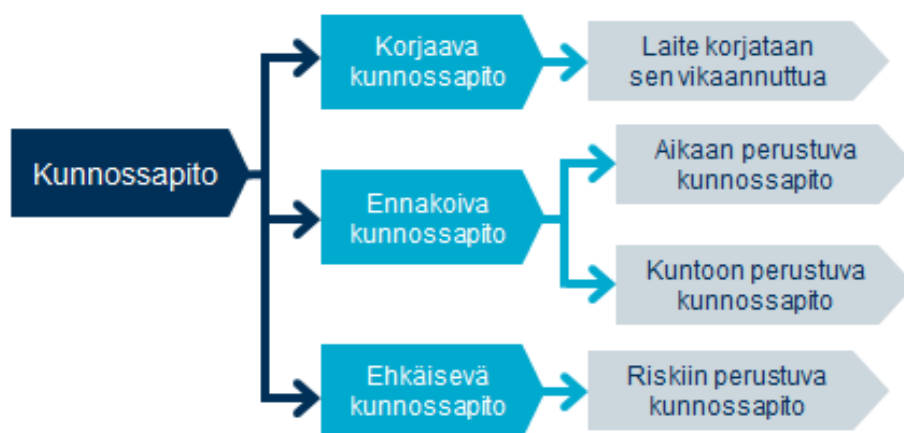 Kunnossapito
Korjaava
kunnossapito
Laite korjataan
sen vikaannuttua
Ennakoiva
kunnossapito
Aikaan perustuva
kunnossapito
Kuntoon perustuva
kunnossapito
Ehkäisevä
kunnossapito
Riskiin perustuva
kunnossapito